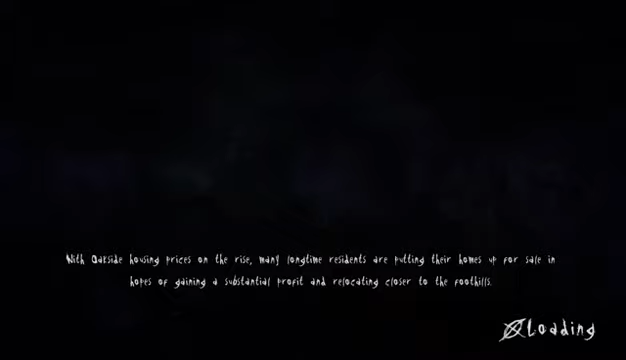 With Oakside housing prices on the rise, many longtime residents are putting their homes up for sale in
hopes of gaining a substantial profit and relocating closer to the foothills.
Loading